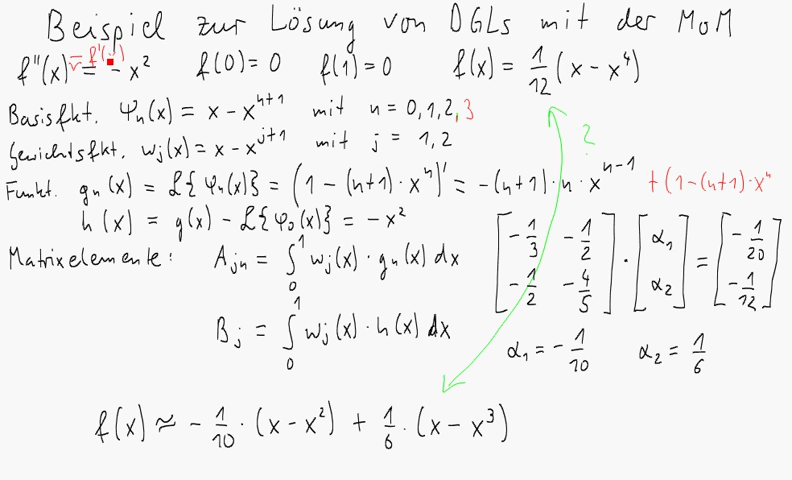 Beispiel zur Lösung von DGLs mit der MoM
f''(x) = - x² f(0) = 0 f(1) = 0 f(x) = 1/12 (x - x⁴)
Basisfkt. Ψₙ(x) = x - xⁿ⁺¹ mit n = 0,1,2,3
?
Gewichtsfkt. wⱼ(x) = x - xʲ⁺¹ mit j = 1,2
Funkt. gₙ(x) = L{Ψₙ(x)} = (1 - (n+1)·xⁿ)' = -(n+1)·n·xⁿ⁻¹ +(1-(n+1)·xⁿ
h(x) = g(x) - L{Ψ₀(x)} = -x²
Matrixelemente: Aⱼₙ = ∫₀¹ wⱼ(x)·gₙ(x) dx
[-1/3 -1/2; -1/2 -4/5] · [α₁; α₂] = [-1/20; -1/12]
Bⱼ = ∫₀¹ wⱼ(x)·h(x) dx
α₁ = -1/10 α₂ = 1/6
f(x) ≈ - 1/10 · (x - x²) + 1/6 · (x - x³)